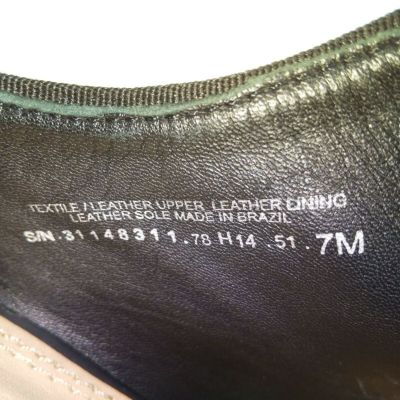 TEXTILE / LEATHER UPPER LEATHER LINING
LEATHER SOLE MADE IN BRAZIL
S/N .31148311.78 H14 .51 .7M